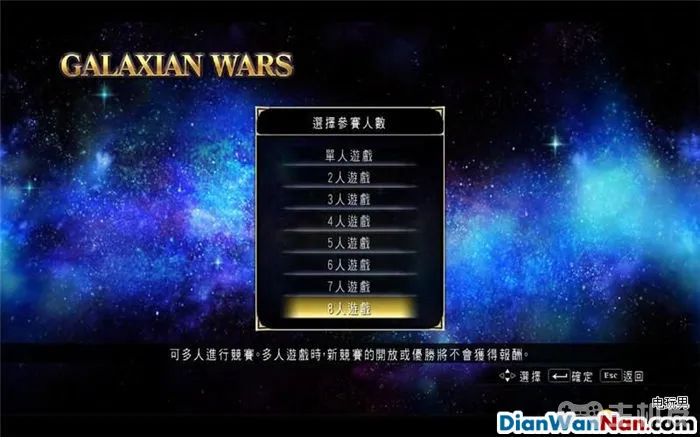 GALAXIAN WARS
選擇參賽人數
單人遊戲
2人遊戲
3人遊戲
4人遊戲
5人遊戲
6人遊戲
7人遊戲
8人遊戲
可多人進行競賽。多人遊戲時,新競賽的開放或優勝將不會獲得報酬。
選擇 確定 Esc 返回
电玩男
DianWanNan.com